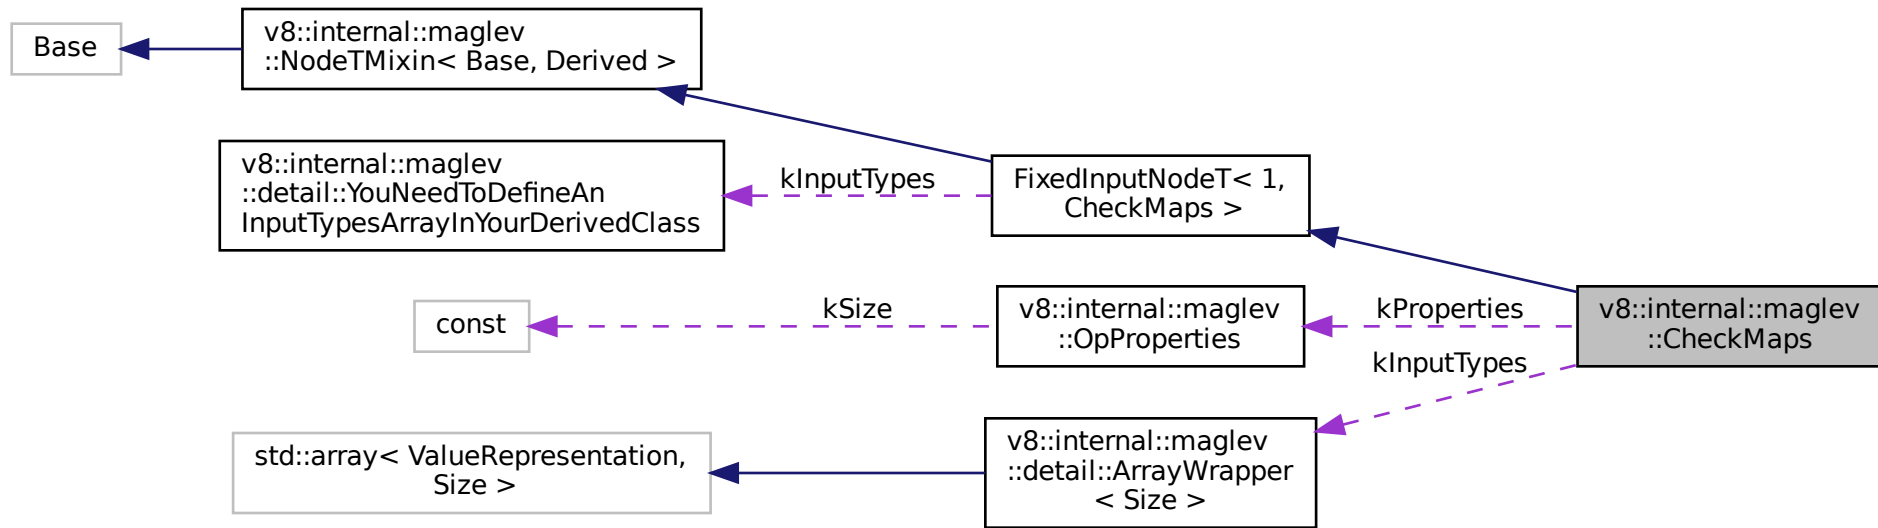 Base
v8::internal::maglev
::NodeTMixin< Base, Derived >
v8::internal::maglev
::detail::YouNeedToDefineAn
InputTypesArrayInYourDerivedClass
kInputTypes
FixedInputNodeT< 1,
CheckMaps >
const
kSize
v8::internal::maglev
::OpProperties
kProperties
v8::internal::maglev
::CheckMaps
kInputTypes
std::array< ValueRepresentation,
Size >
v8::internal::maglev
::detail::ArrayWrapper
< Size >